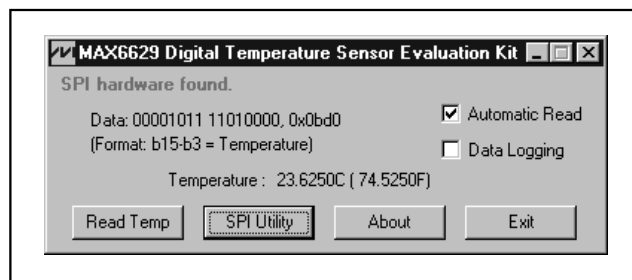 MAX6629 Digital Temperature Sensor Evaluation Kit
SPI hardware found.
Data: 00001011 11010000, 0x0bd0
(Format: b15-b3 = Temperature)
Automatic Read
Data Logging
Temperature : 23.6250C ( 74.5250F)
Read Temp
SPI Utility
About
Exit